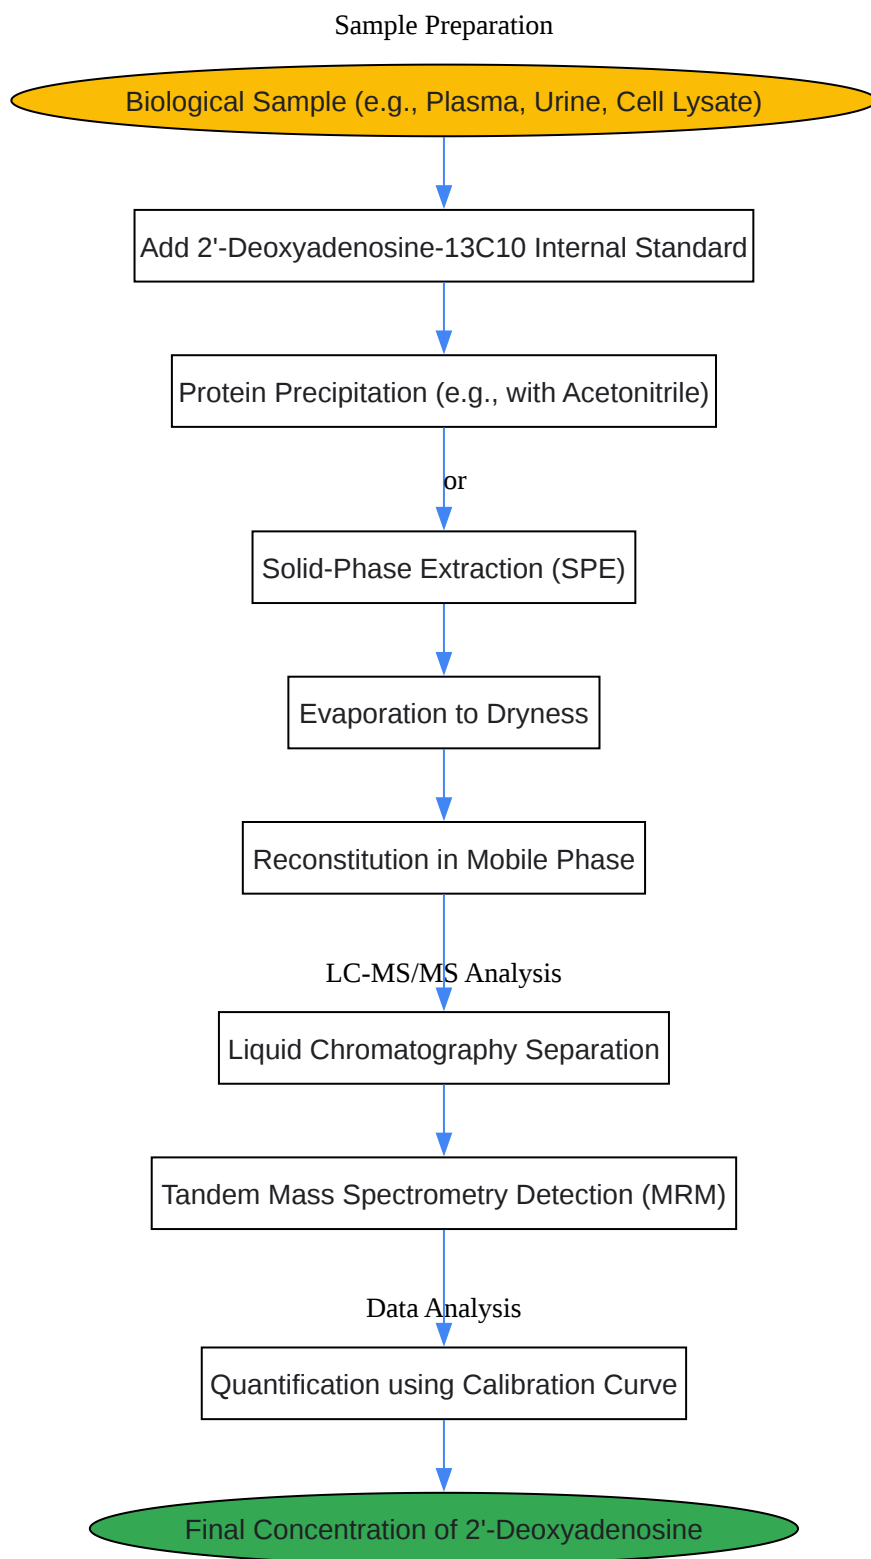 Sample Preparation
Biological Sample (e.g., Plasma, Urine, Cell Lysate)
Add 2'-Deoxyadenosine-13C10 Internal Standard
Protein Precipitation (e.g., with Acetonitrile)
or
Solid-Phase Extraction (SPE)
Evaporation to Dryness
Reconstitution in Mobile Phase
LC-MS/MS Analysis
Liquid Chromatography Separation
Tandem Mass Spectrometry Detection (MRM)
Data Analysis
Quantification using Calibration Curve
Final Concentration of 2'-Deoxyadenosine